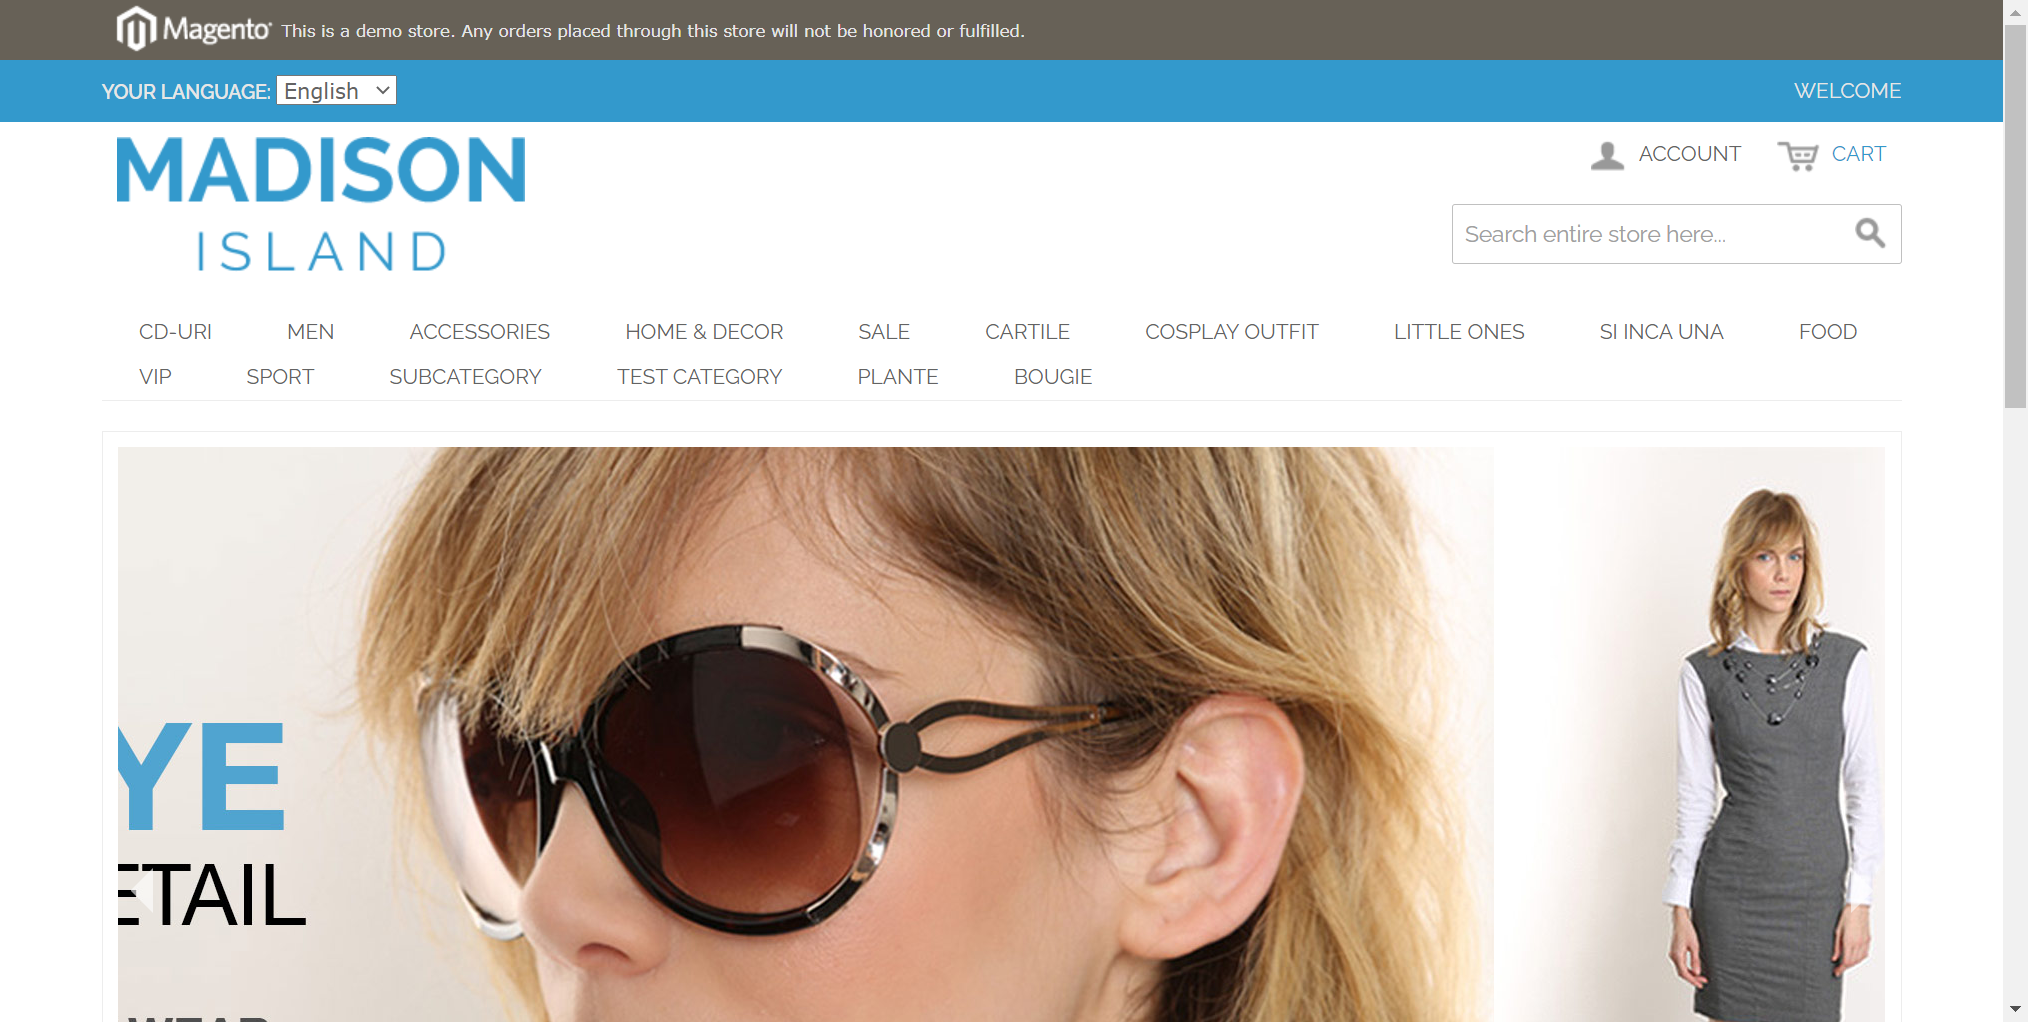 Magento This is a demo store. Any orders placed through this store will not be honored or fulfilled.
YOUR LANGUAGE: English WELCOME
MADISON
ISLAND
ACCOUNT CART
Search entire store here...
CD-URI MEN ACCESSORIES HOME & DECOR SALE CARTILE COSPLAY OUTFIT LITTLE ONES SI INCA UNA FOOD
VIP SPORT SUBCATEGORY TEST CATEGORY PLANTE BOUGIE
YE
ETAIL
WEAR